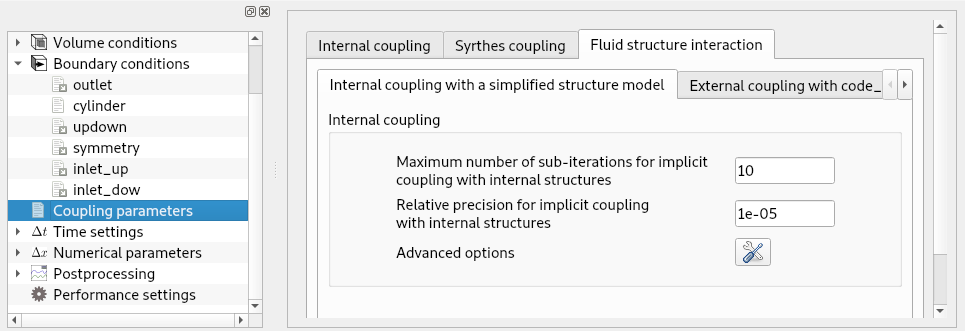 Volume conditions
Boundary conditions
outlet
cylinder
updown
symmetry
inlet_up
inlet_dow
Coupling parameters
Δt Time settings
Δx Numerical parameters
Postprocessing
Performance settings
Internal coupling
Syrthes coupling
Fluid structure interaction
Internal coupling with a simplified structure model
External coupling with code_
Internal coupling
Maximum number of sub-iterations for implicit
coupling with internal structures
10
Relative precision for implicit coupling
with internal structures
1e-05
Advanced options